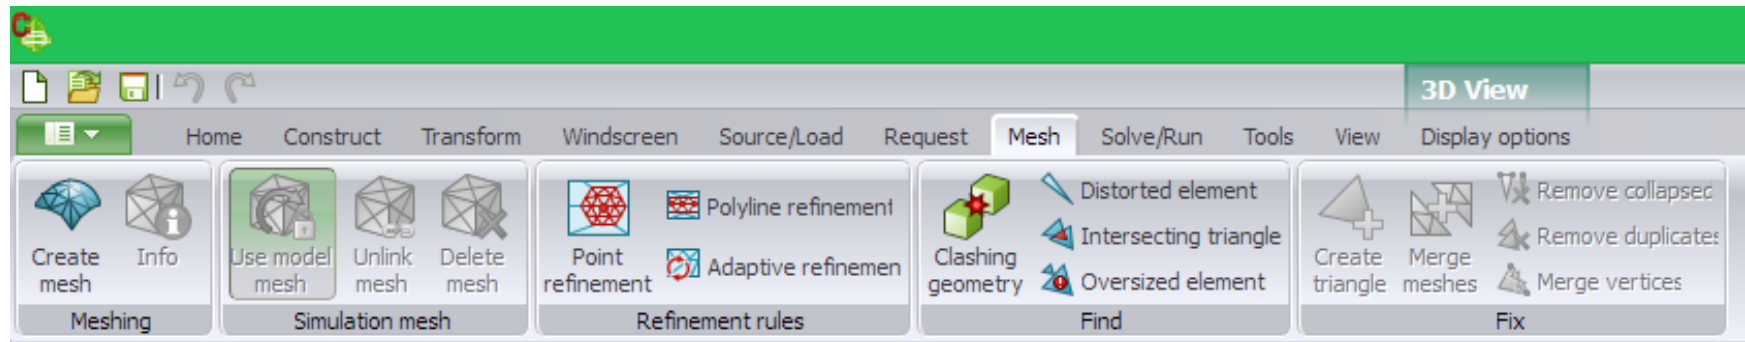 3D View
Home Construct Transform Windscreen Source/Load Request Mesh Solve/Run Tools View Display options
Create mesh
Info
Use model mesh
Unlink mesh
Delete mesh
Point refinement
Polyline refinement
Adaptive refinemen
Clashing geometry
Distorted element
Intersecting triangle
Oversized element
Create triangle
Merge meshes
Remove collapsed
Remove duplicates
Merge vertices
Meshing
Simulation mesh
Refinement rules
Find
Fix